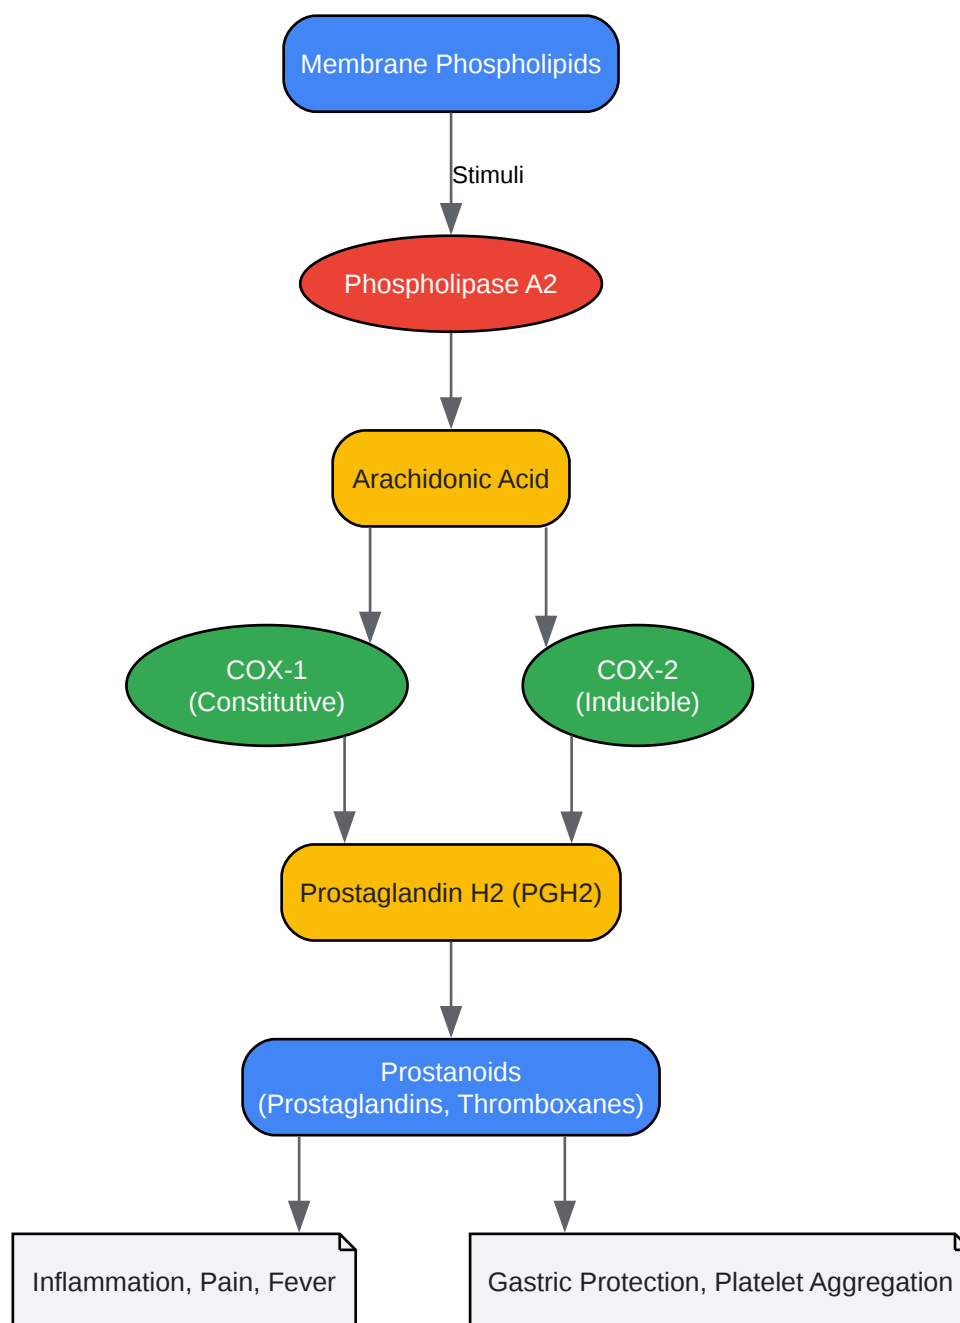 Membrane Phospholipids
Stimuli
Phospholipase A2
Arachidonic Acid
COX-1
(Constitutive)
COX-2
(Inducible)
Prostaglandin H2 (PGH2)
Prostanoids
(Prostaglandins, Thromboxanes)
Inflammation, Pain, Fever
Gastric Protection, Platelet Aggregation